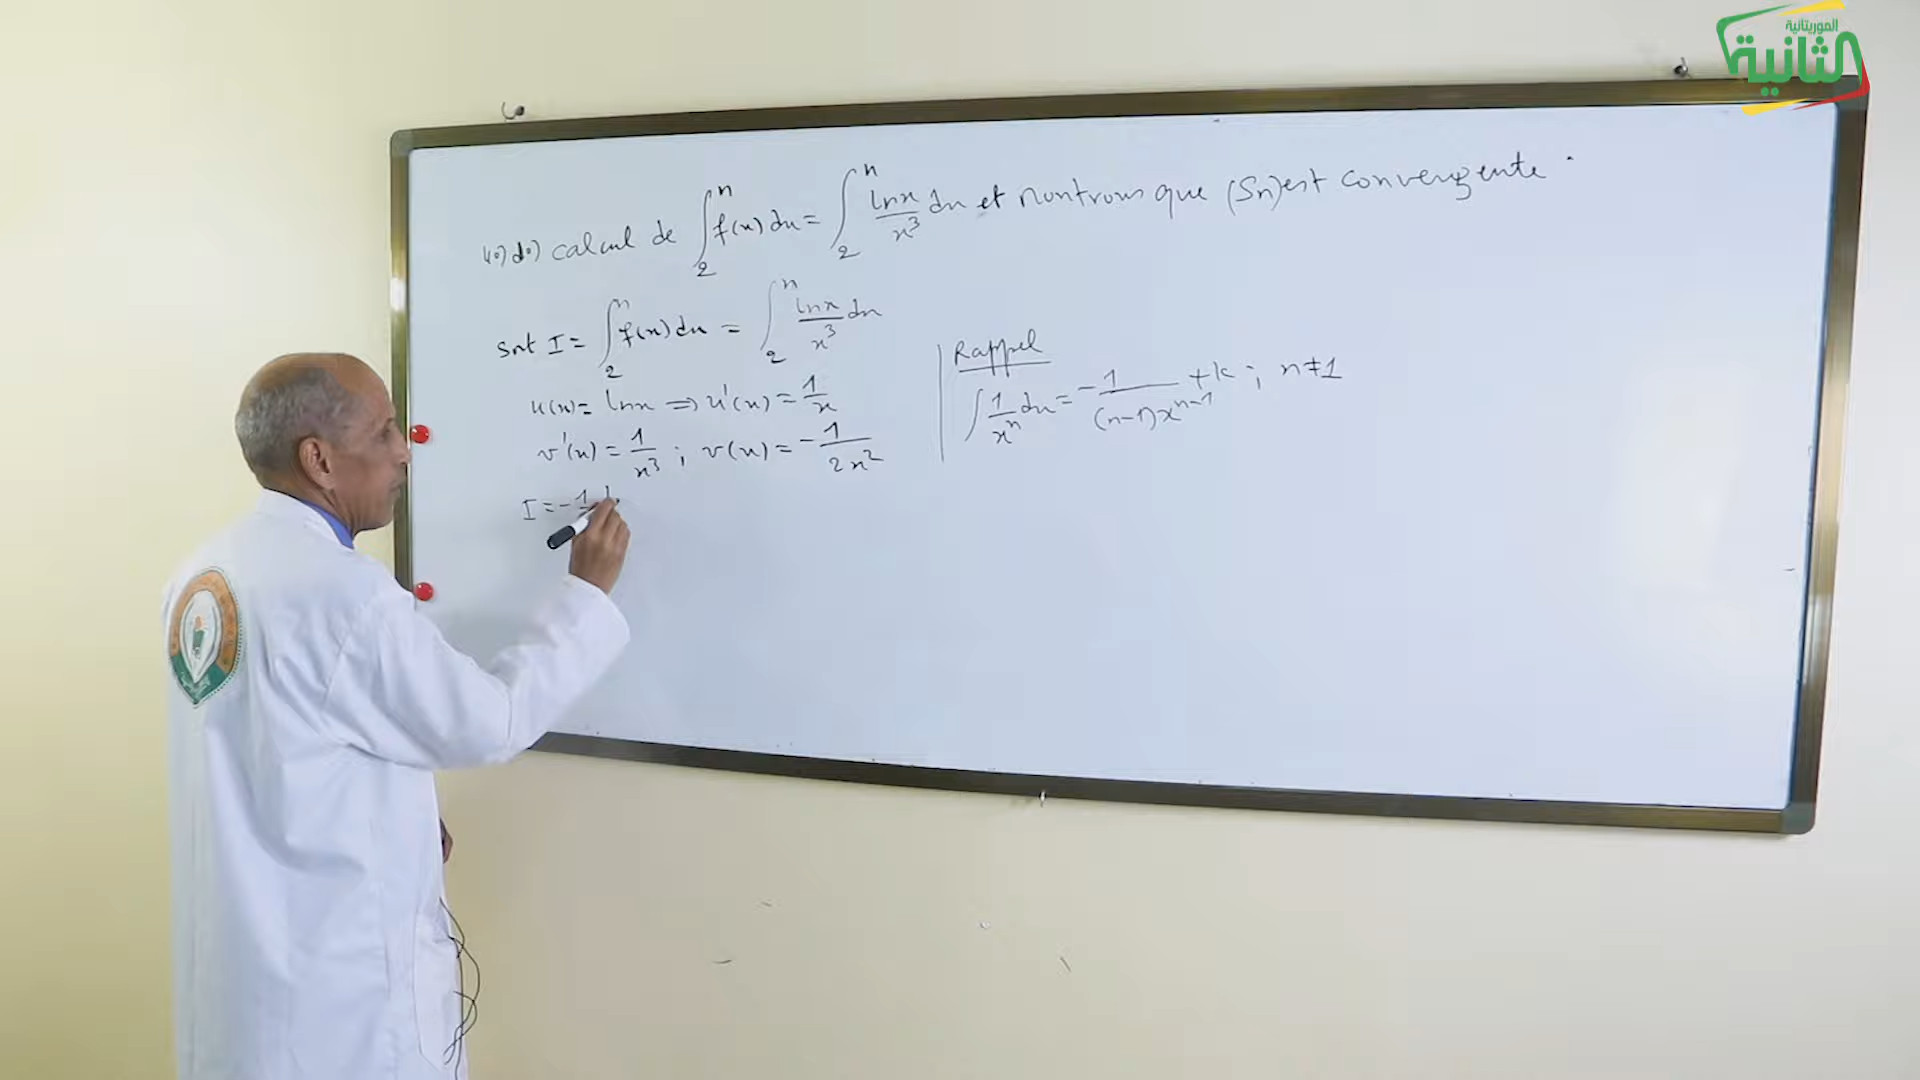 الموريتانية
الثانية
4°) d°) calcul de ∫₂ⁿ f(x) dx = ∫₂ⁿ lnx/x³ dx et Montrons que (Sn) est convergente.
Soit I = ∫₂ⁿ f(x) dx = ∫₂ⁿ lnx/x³ dx
u(x) = lnx ⇒ u'(x) = 1/x
v'(x) = 1/x³ ; v(x) = -1/2x²
I = -1
Rappel
∫ 1/xⁿ dx = -1/(n-1)xⁿ⁻¹ + k ; n ≠ 1